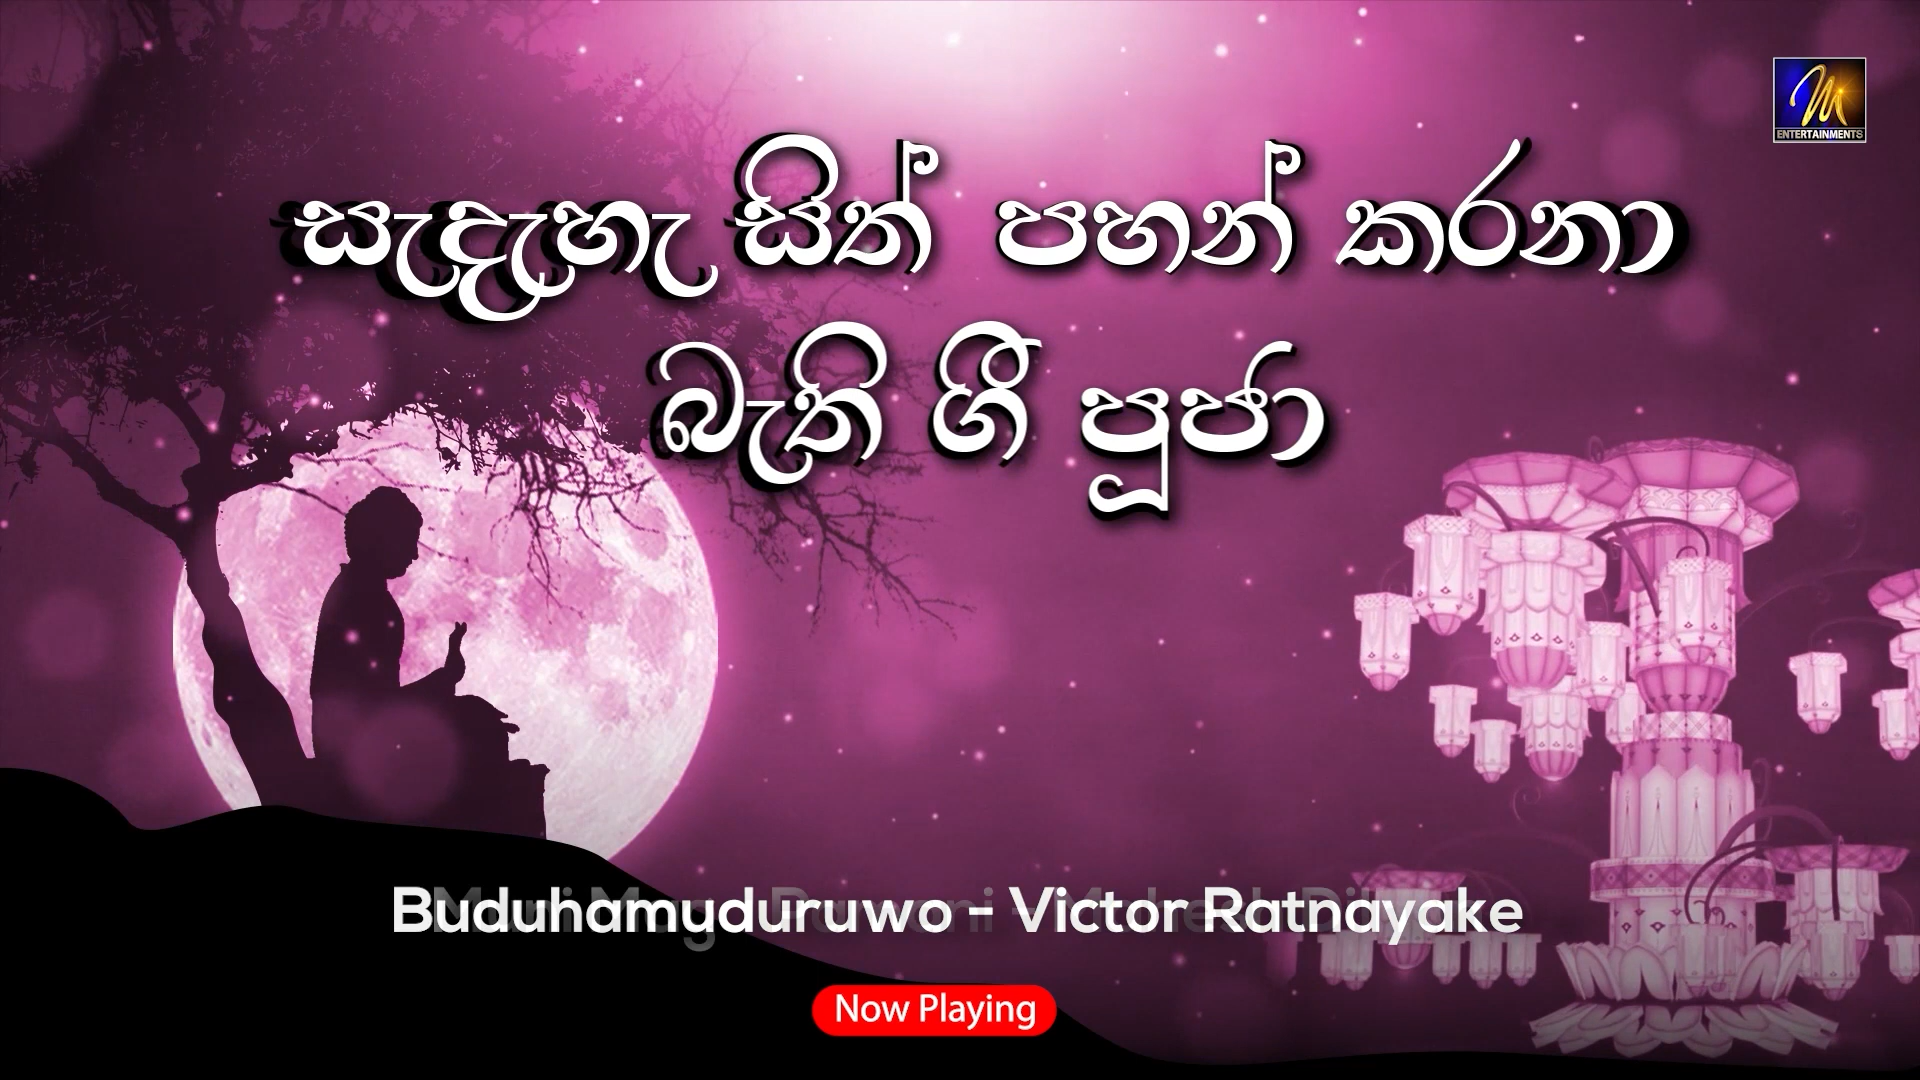 M
ENTERTAINMENTS
සැදැහැ සිත් පහන් කරනා
බැති ගී පූජා
Buduhamuduruwo - Victor Ratnayake
Now Playing